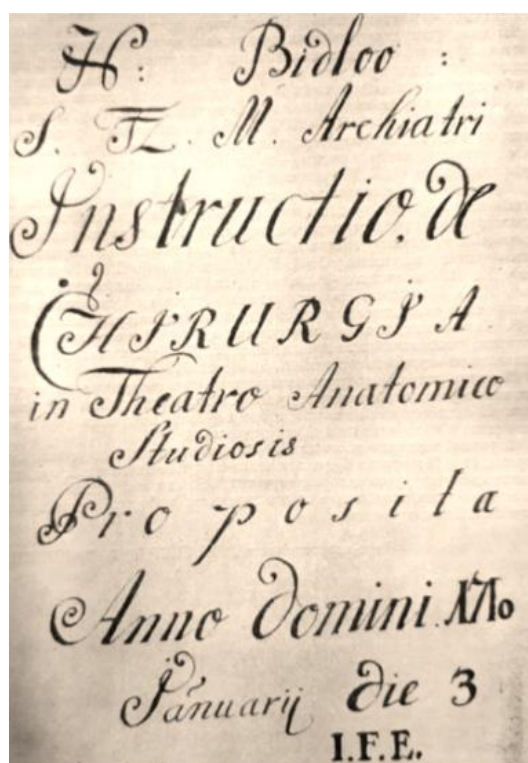 N: Bidloo :
S. TZ. M. Archiatri
Instructio. de
CHIRURGIA
in Theatro Anatomico
Studiosis
Proposita
Anno Domini 1710
Januarij die 3
I.F.E.